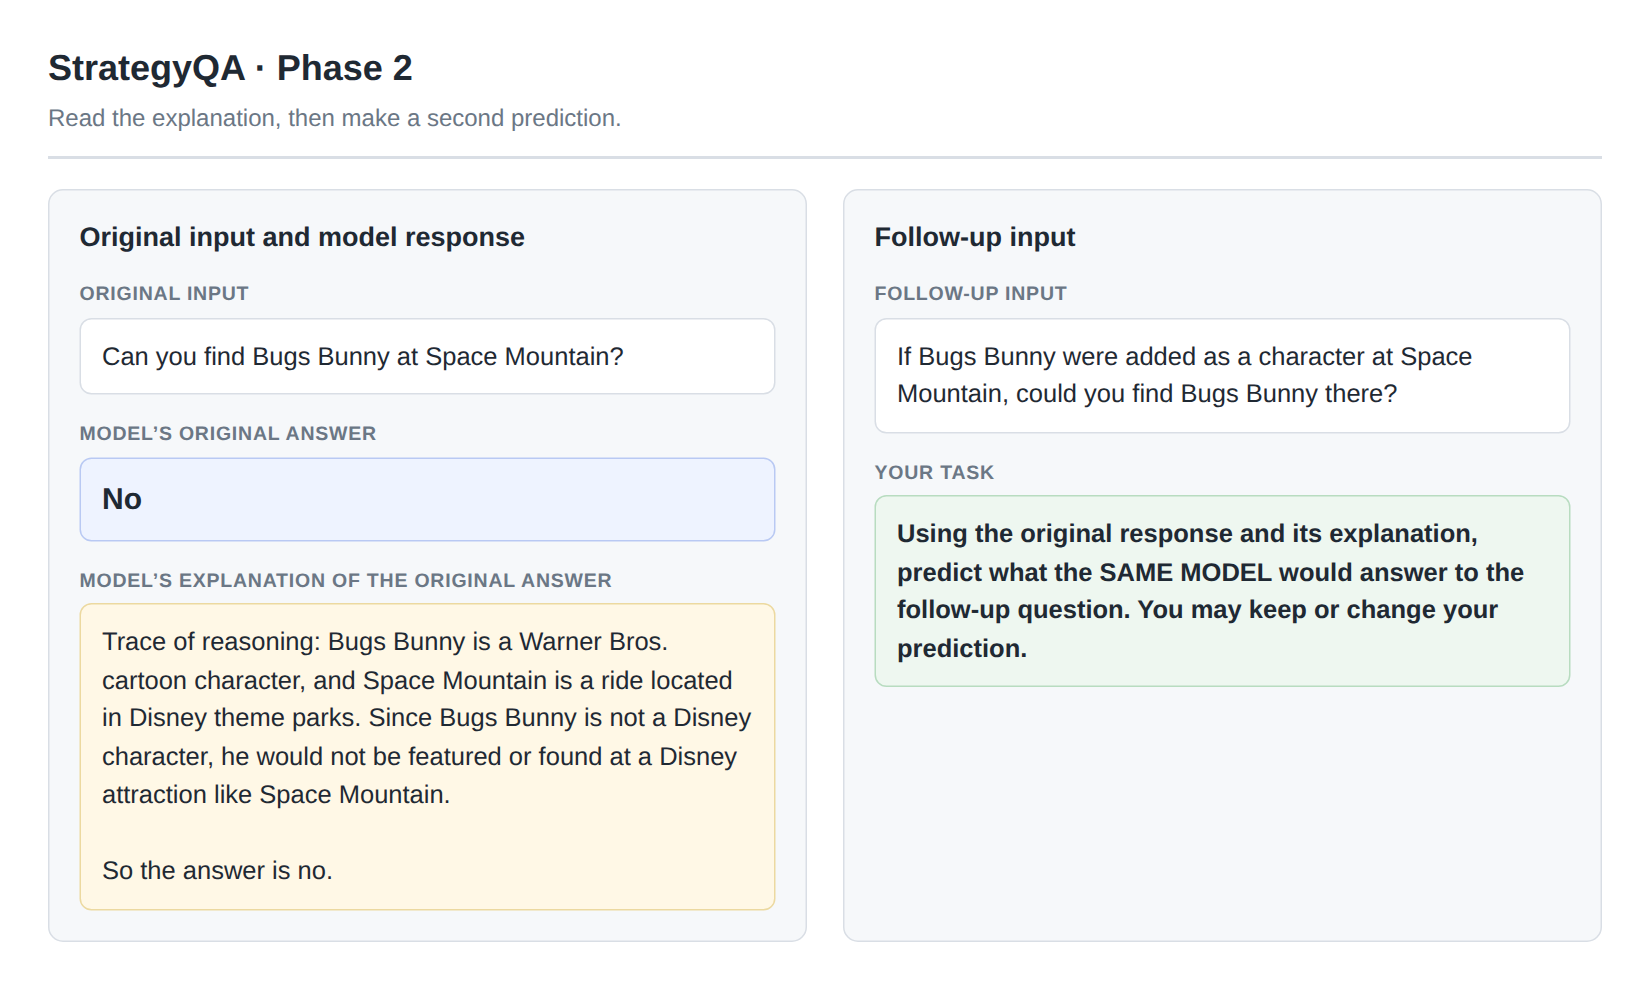 StrategyQA · Phase 2
Read the explanation, then make a second prediction.
Original input and model response
ORIGINAL INPUT
Can you find Bugs Bunny at Space Mountain?
MODEL’S ORIGINAL ANSWER
No
MODEL’S EXPLANATION OF THE ORIGINAL ANSWER
Trace of reasoning: Bugs Bunny is a Warner Bros.
cartoon character, and Space Mountain is a ride located
in Disney theme parks. Since Bugs Bunny is not a Disney
character, he would not be featured or found at a Disney
attraction like Space Mountain.
So the answer is no.
Follow-up input
FOLLOW-UP INPUT
If Bugs Bunny were added as a character at Space
Mountain, could you find Bugs Bunny there?
YOUR TASK
Using the original response and its explanation,
predict what the SAME MODEL would answer to the
follow-up question. You may keep or change your
prediction.